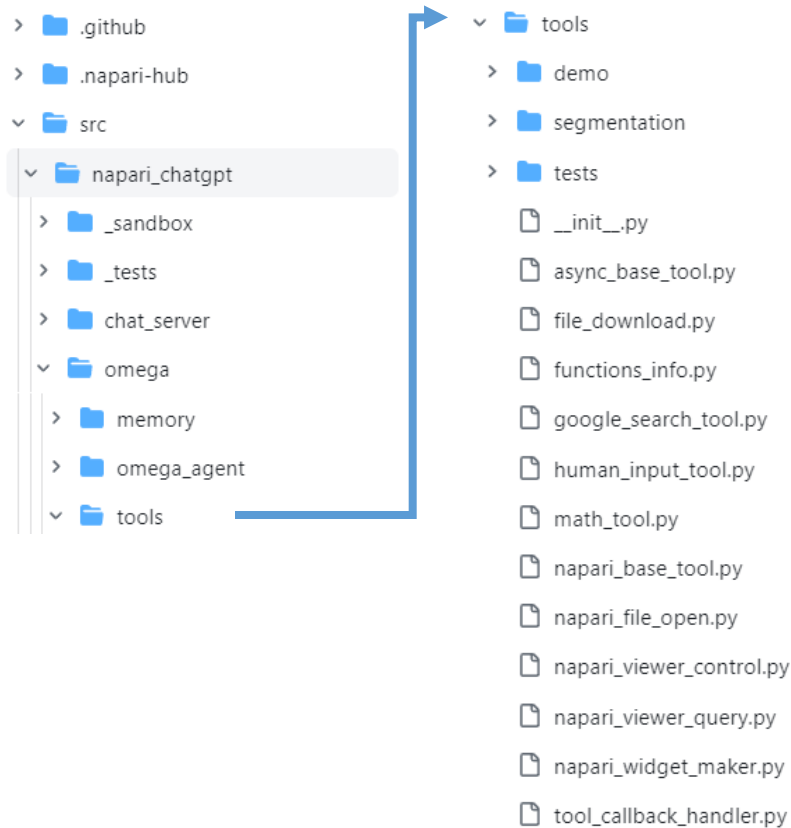 .github
.napari-hub
src
napari_chatgpt
_sandbox
_tests
chat_server
omega
memory
omega_agent
tools
tools
demo
segmentation
tests
__init__.py
async_base_tool.py
file_download.py
functions_info.py
google_search_tool.py
human_input_tool.py
math_tool.py
napari_base_tool.py
napari_file_open.py
napari_viewer_control.py
napari_viewer_query.py
napari_widget_maker.py
tool_callback_handler.py